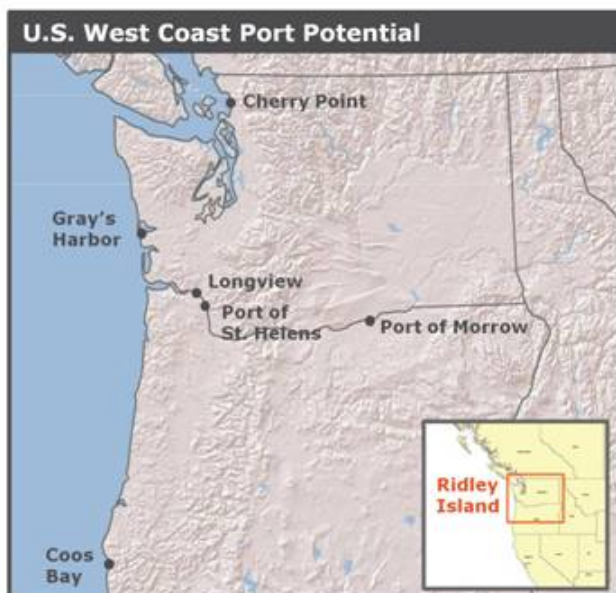 U.S. West Coast Port Potential
Cherry Point
Gray's
Harbor
Longview
Port of
St. Helens
Port of Morrow
Ridley
Island
Coos
Bay